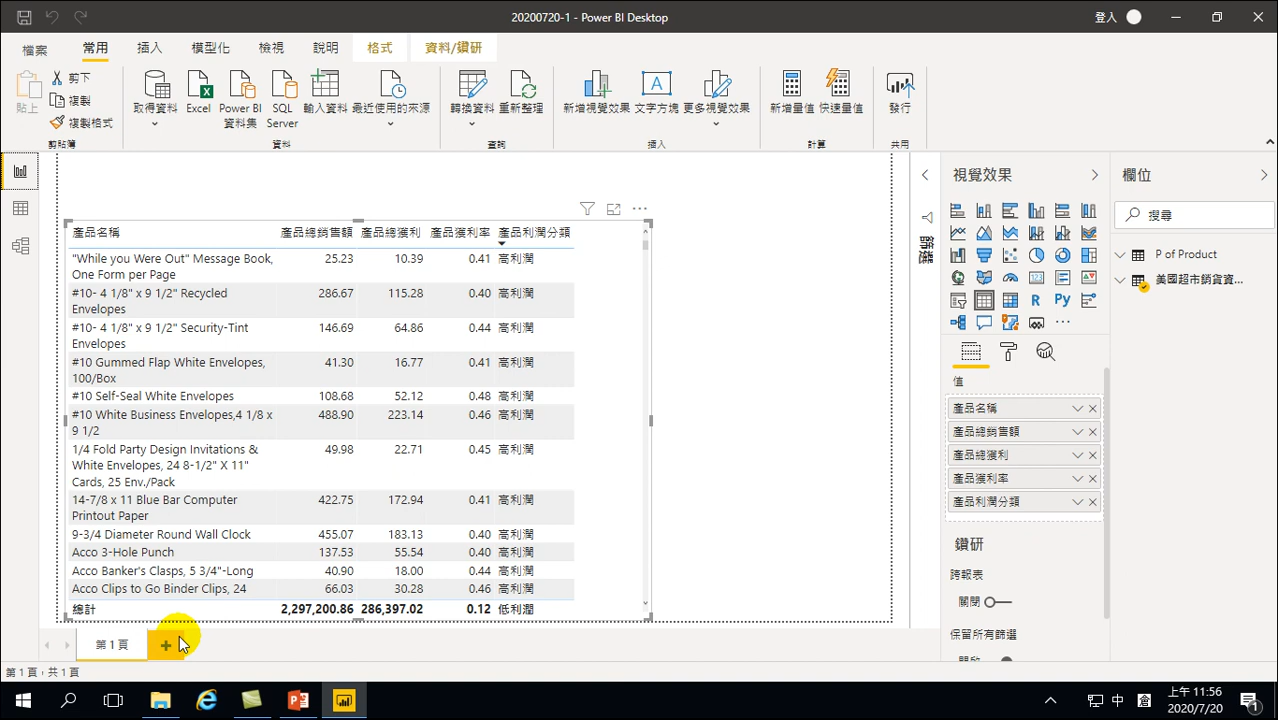 20200720-1 - Power BI Desktop
登入
檔案
常用
插入
模型化
檢視
說明
格式
資料/鑽研
貼上
剪下
複製
複製格式
剪貼簿
取得資料
Excel
Power BI
資料集
SQL
Server
輸入資料
最近使用的來源
資料
轉換資料
重新整理
查詢
新增視覺效果
文字方塊
更多視覺效果
插入
新增量值
快速量值
計算
發行
共用
產品名稱 產品總銷售額 產品總獲利 產品獲利率 產品利潤分類
"While you Were Out" Message Book, 25.23 10.39 0.41 高利潤
One Form per Page
#10- 4 1/8" x 9 1/2" Recycled 286.67 115.28 0.40 高利潤
Envelopes
#10- 4 1/8" x 9 1/2" Security-Tint 146.69 64.86 0.44 高利潤
Envelopes
#10 Gummed Flap White Envelopes, 41.30 16.77 0.41 高利潤
100/Box
#10 Self-Seal White Envelopes 108.68 52.12 0.48 高利潤
#10 White Business Envelopes,4 1/8 x 488.90 223.14 0.46 高利潤
9 1/2
1/4 Fold Party Design Invitations & 49.98 22.71 0.45 高利潤
White Envelopes, 24 8-1/2" X 11"
Cards, 25 Env./Pack
14-7/8 x 11 Blue Bar Computer 422.75 172.94 0.41 高利潤
Printout Paper
9-3/4 Diameter Round Wall Clock 455.07 183.13 0.40 高利潤
Acco 3-Hole Punch 137.53 55.54 0.40 高利潤
Acco Banker's Clasps, 5 3/4"-Long 40.90 18.00 0.44 高利潤
Acco Clips to Go Binder Clips, 24 66.03 30.28 0.46 高利潤
總計 2,297,200.86 286,397.02 0.12 低利潤
篩選
視覺效果
R
Py
值
產品名稱
產品總銷售額
產品總獲利
產品獲利率
產品利潤分類
鑽研
跨報表
關閉
保留所有篩選
欄位
搜尋
P of Product
美國超市銷貨資...
第 1 頁
第 1 頁,共 1 頁
中
倉
上午 11:56
2020/7/20
1